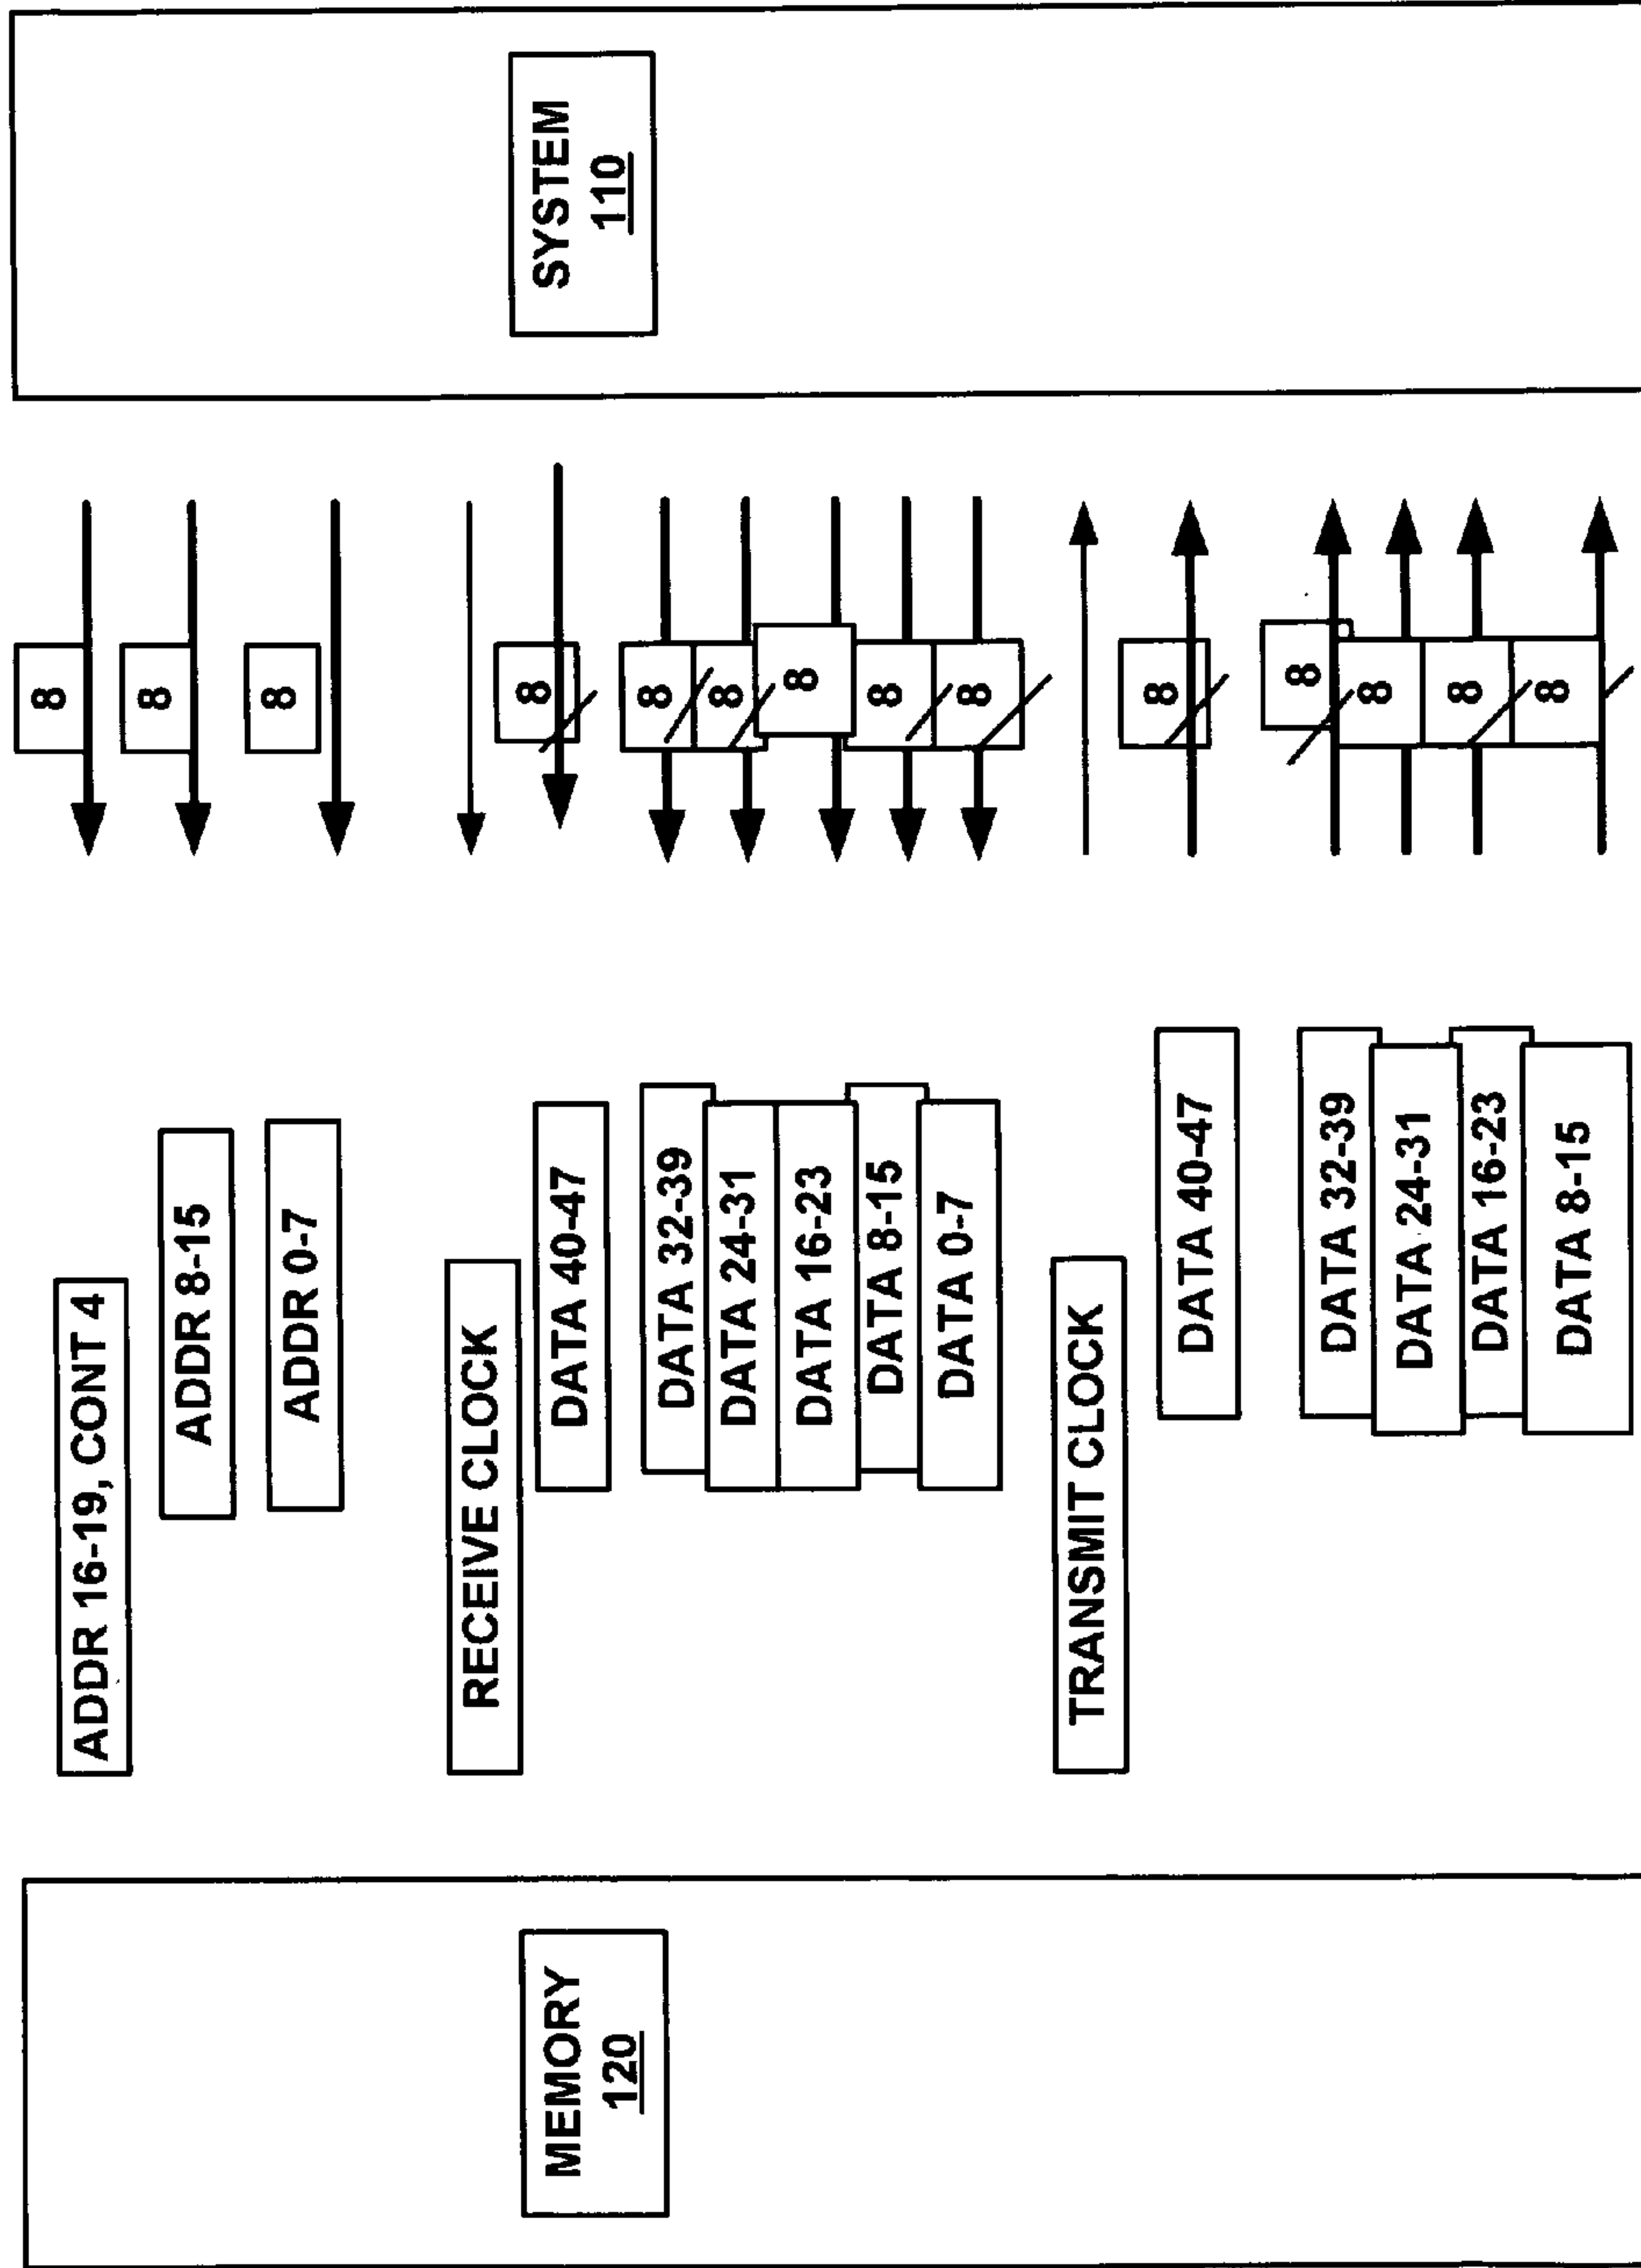 MEMORY
120
ADDR 16-19, CONT 4
8
ADDR 8-15
8
ADDR 0-7
8
RECEIVE CLOCK
DATA 40-47
8
DATA 32-39
8
DATA 24-31
8
DATA 16-23
8
DATA 8-15
8
DATA 0-7
8
TRANSMIT CLOCK
DATA 40-47
8
DATA 32-39
8
DATA 24-31
8
DATA 16-23
8
DATA 8-15
8
SYSTEM
110